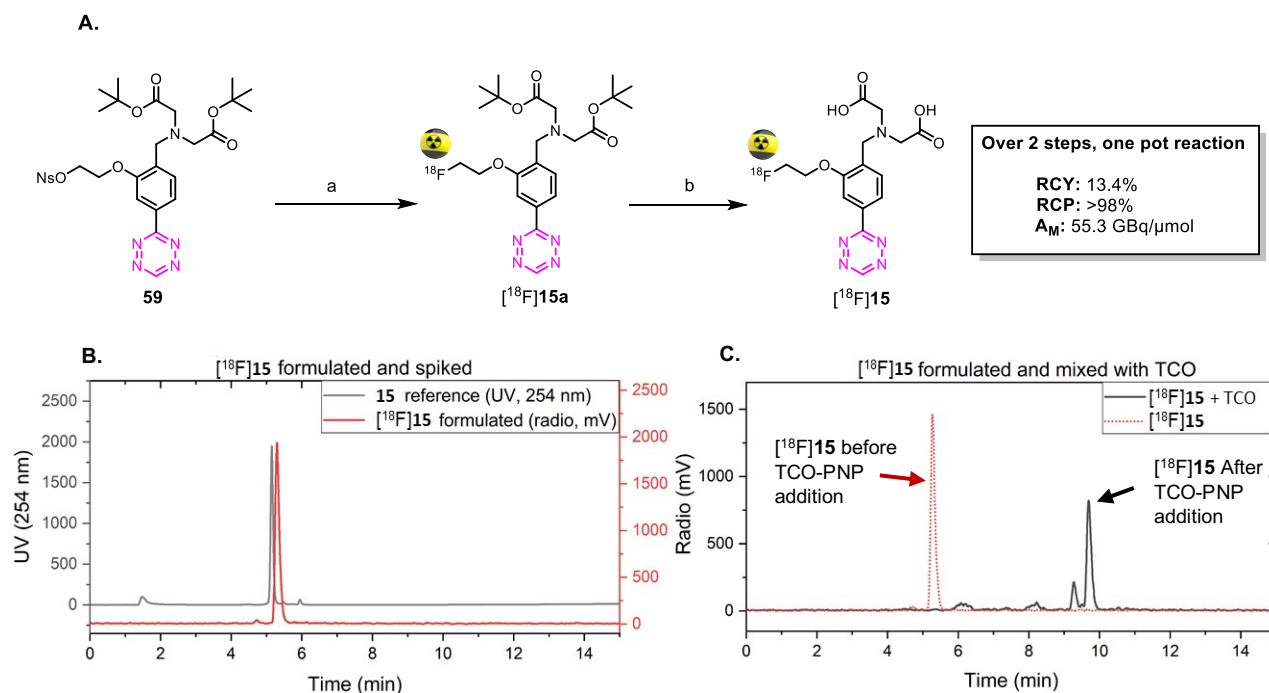 A.
O
O
O
O
N
NsO
O
N
N
N
N
59
a
O
O
O
O
N
18F
O
N
N
N
N
[18F]15a
b
O
HO
OH
N
O
18F
O
N
N
N
N
[18F]15
Over 2 steps, one pot reaction
RCY: 13.4%
RCP: >98%
AM: 55.3 GBq/μmol
B.
[18F]15 formulated and spiked
15 reference (UV, 254 nm)
[18F]15 formulated (radio, mV)
UV (254 nm)
2500
2000
1500
1000
500
0
2500
2000
1500
1000
500
0
0 2 4 6 8 10 12 14
Time (min)
C.
[18F]15 formulated and mixed with TCO
[18F]15 + TCO
[18F]15
[18F]15 before
TCO-PNP
addition
[18F]15 After
TCO-PNP
addition
Radio (mV)
1500
1000
500
0
0 2 4 6 8 10 12 14
Time (min)